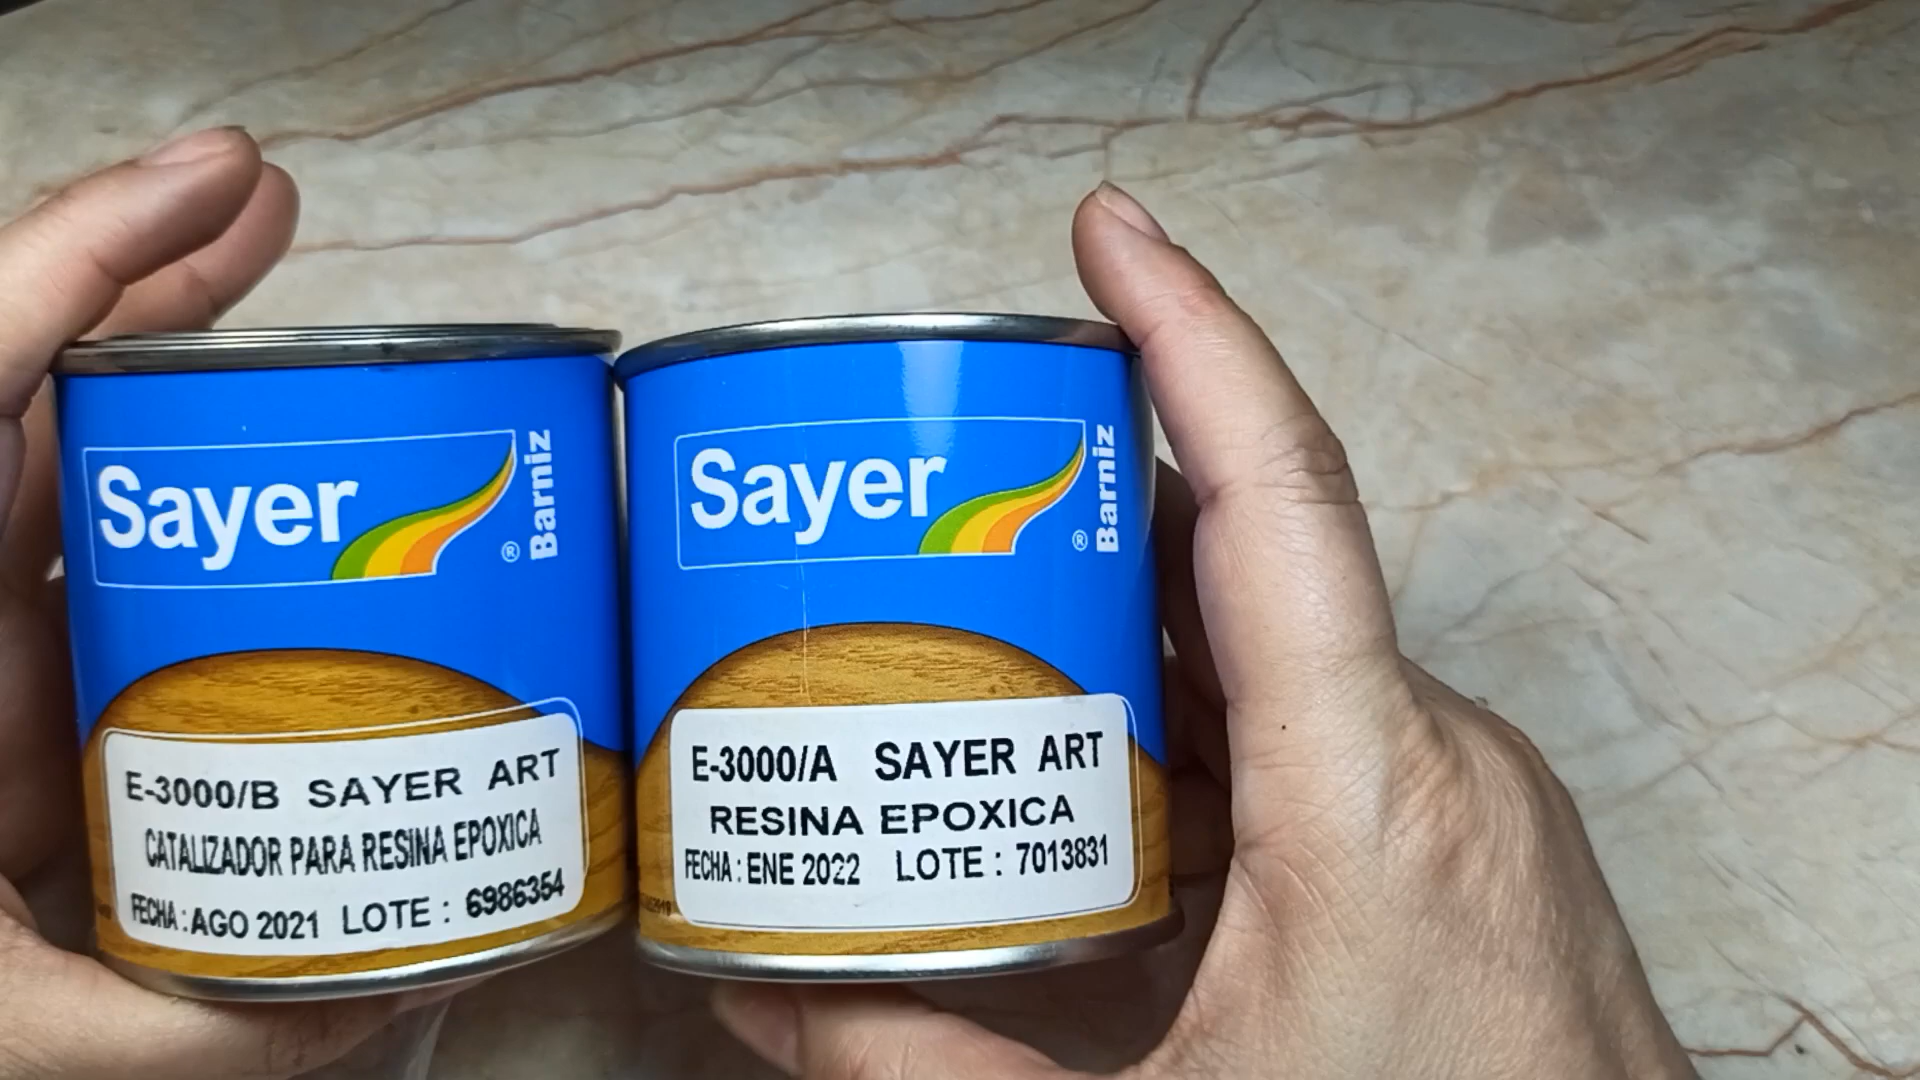 Sayer
® Barniz
E-3000/B SAYER ART
CATALIZADOR PARA RESINA EPOXICA
FECHA : AGO 2021 LOTE : 6986354
Sayer
® Barniz
E-3000/A SAYER ART
RESINA EPOXICA
FECHA : ENE 2022 LOTE : 7013831